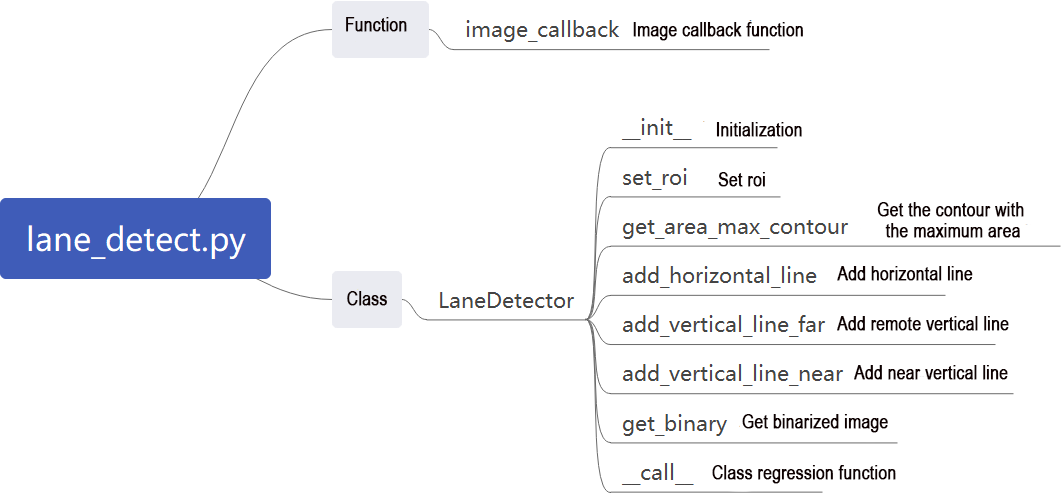 lane_detect.py
Function
image_callback Image callback function
Class
LaneDetector
__init__ Initialization
set_roi Set roi
get_area_max_contour Get the contour with
the maximum area
add_horizontal_line Add horizontal line
add_vertical_line_far Add remote vertical line
add_vertical_line_near Add near vertical line
get_binary Get binarized image
__call__ Class regression function